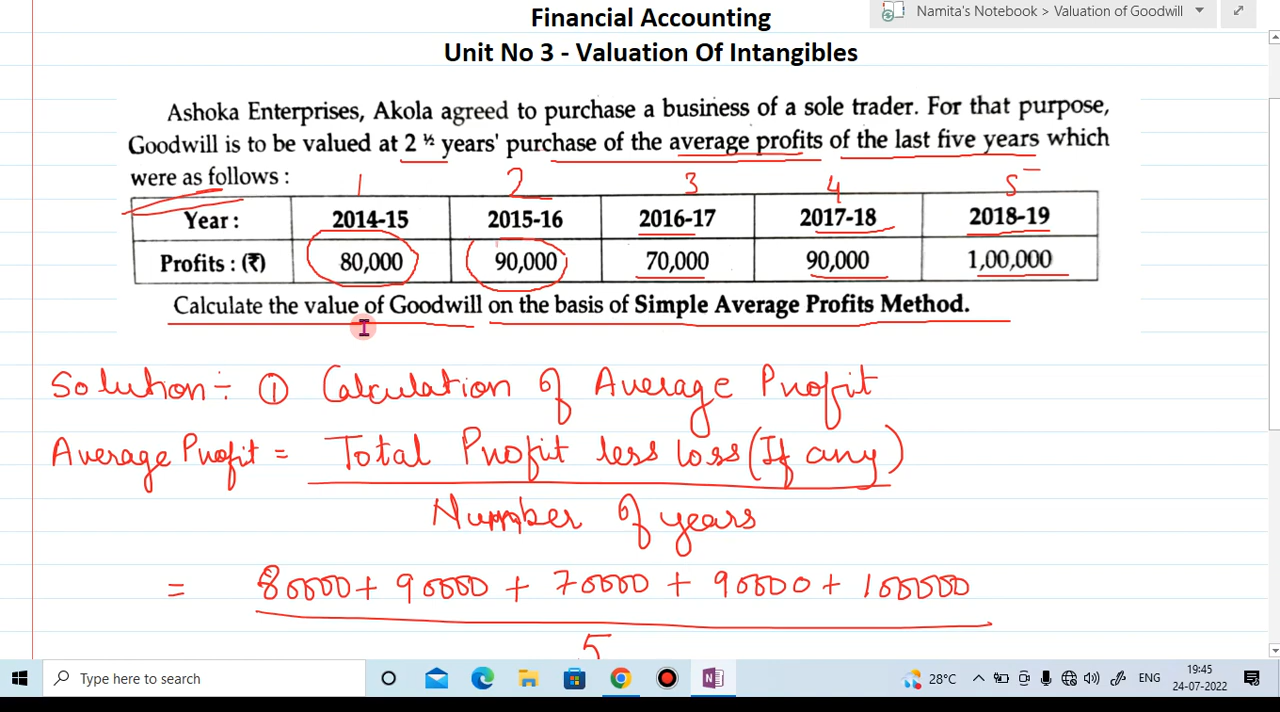 Financial Accounting
Namita's Notebook > Valuation of Goodwill
Unit No 3 - Valuation Of Intangibles
Ashoka Enterprises, Akola agreed to purchase a business of a sole trader. For that purpose,
Goodwill is to be valued at 2 ½ years' purchase of the average profits of the last five years which
were as follows :
1 2 3 4 5
Year : 2014-15 2015-16 2016-17 2017-18 2018-19
Profits : (₹) 80,000 90,000 70,000 90,000 1,00,000
Calculate the value of Goodwill on the basis of Simple Average Profits Method.
Solution :- ① Calculation of Average Profit
Average Profit = Total Profit less loss (If any)
Number of years
= 80000 + 90000 + 70000 + 90000 + 100000
5
Type here to search
28°C
ENG
19:45
24-07-2022